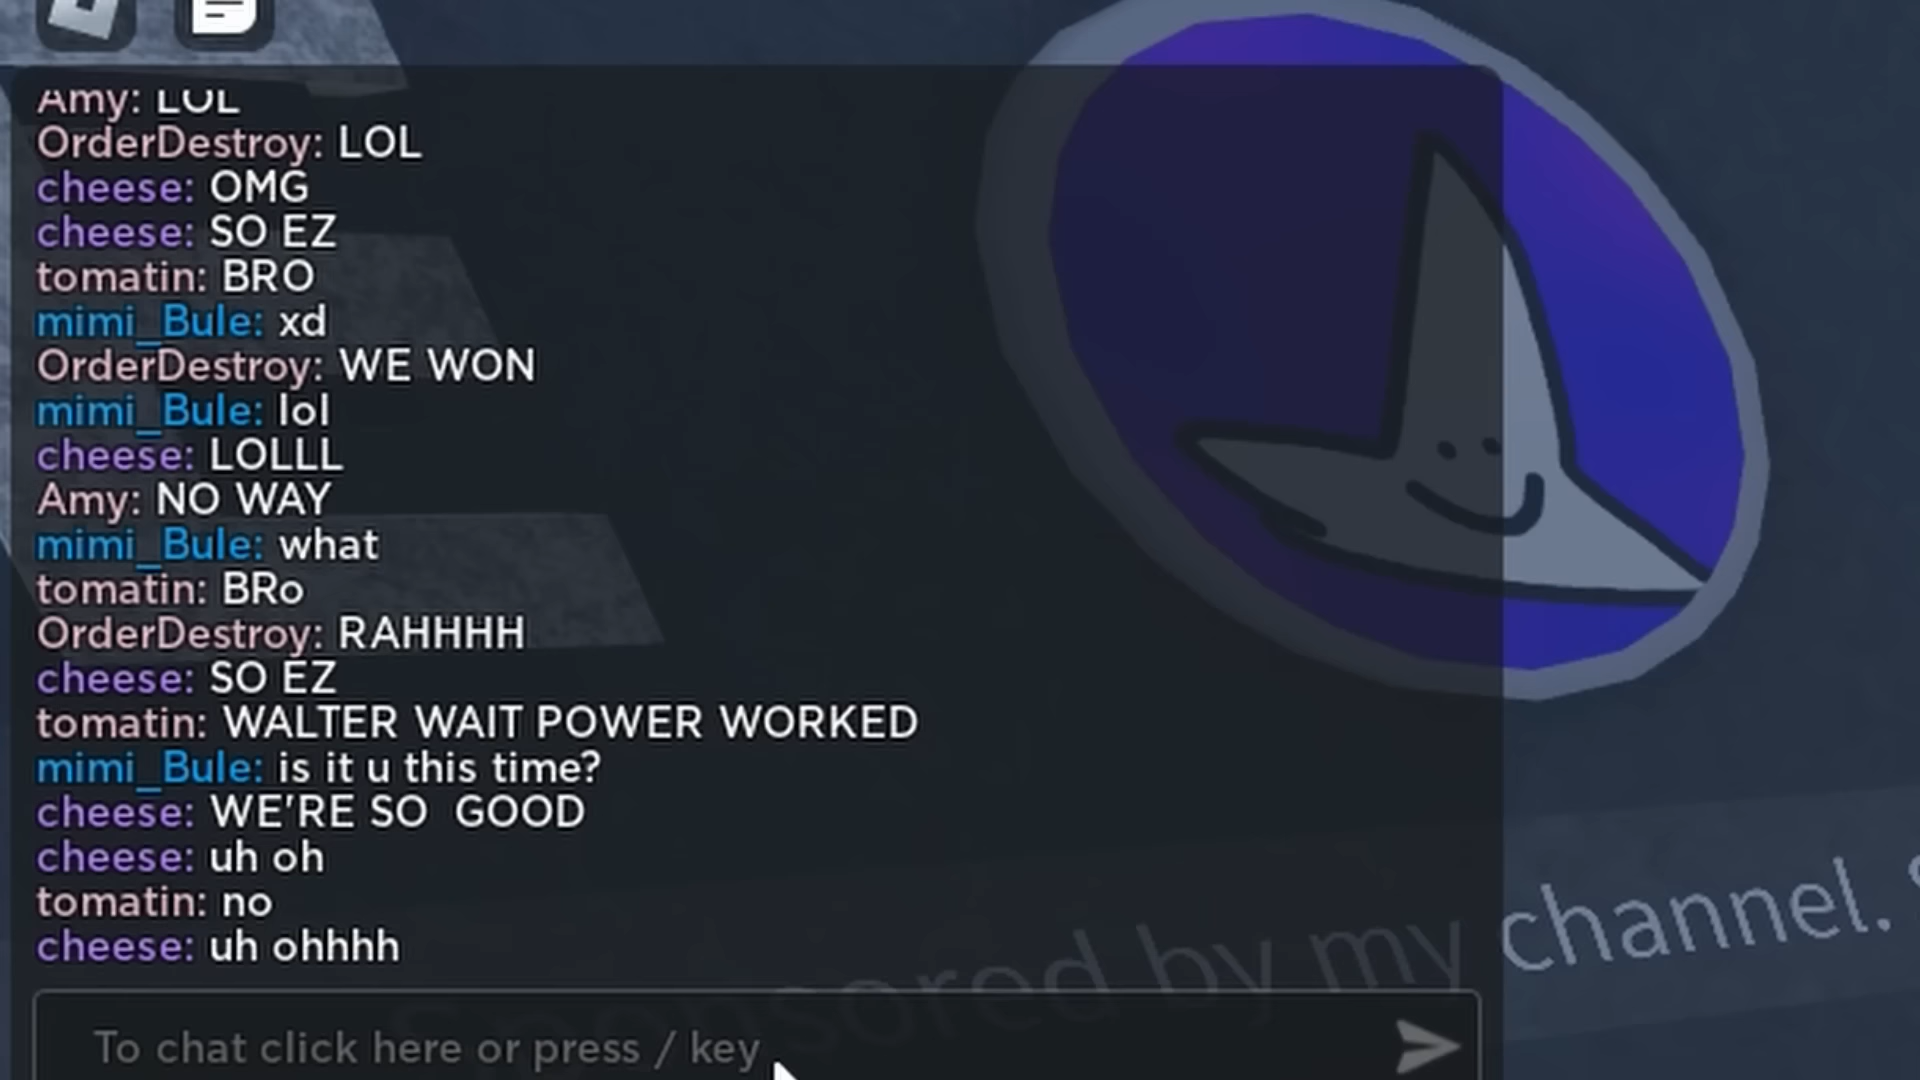 Amy: LOL
OrderDestroy: LOL
cheese: OMG
cheese: SO EZ
tomatin: BRO
mimi_Bule: xd
OrderDestroy: WE WON
mimi_Bule: lol
cheese: LOLLL
Amy: NO WAY
mimi_Bule: what
tomatin: BRo
OrderDestroy: RAHHHH
cheese: SO EZ
tomatin: WALTER WAIT POWER WORKED
mimi_Bule: is it u this time?
cheese: WE'RE SO  GOOD
cheese: uh oh
tomatin: no
cheese: uh ohhhh
Sponsored by my channel.
To chat click here or press / key